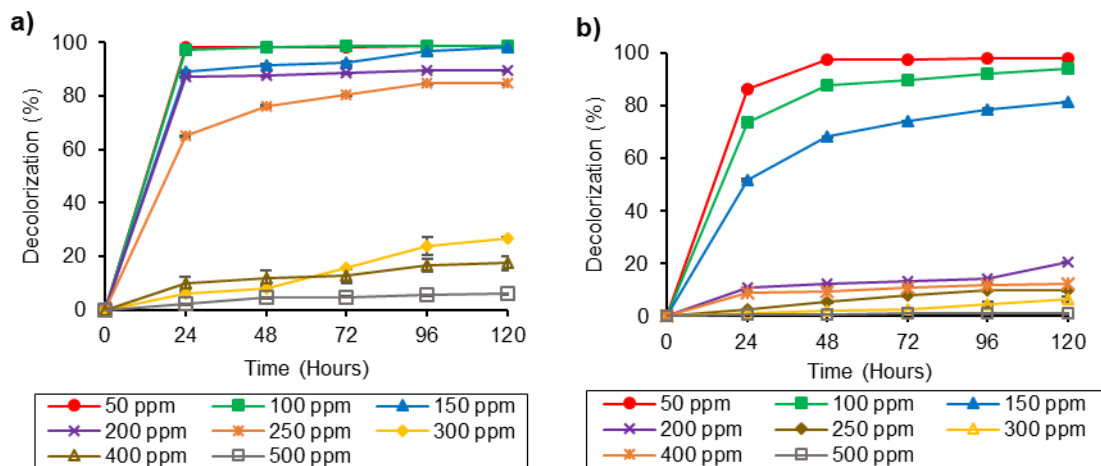 a)
Decolorization (%)
100
80
60
40
20
0
0 24 48 72 96 120
Time (Hours)
50 ppm 100 ppm 150 ppm
200 ppm 250 ppm 300 ppm
400 ppm 500 ppm
b)
Decolorization (%)
100
80
60
40
20
0
0 24 48 72 96 120
Time (Hours)
50 ppm 100 ppm 150 ppm
200 ppm 250 ppm 300 ppm
400 ppm 500 ppm